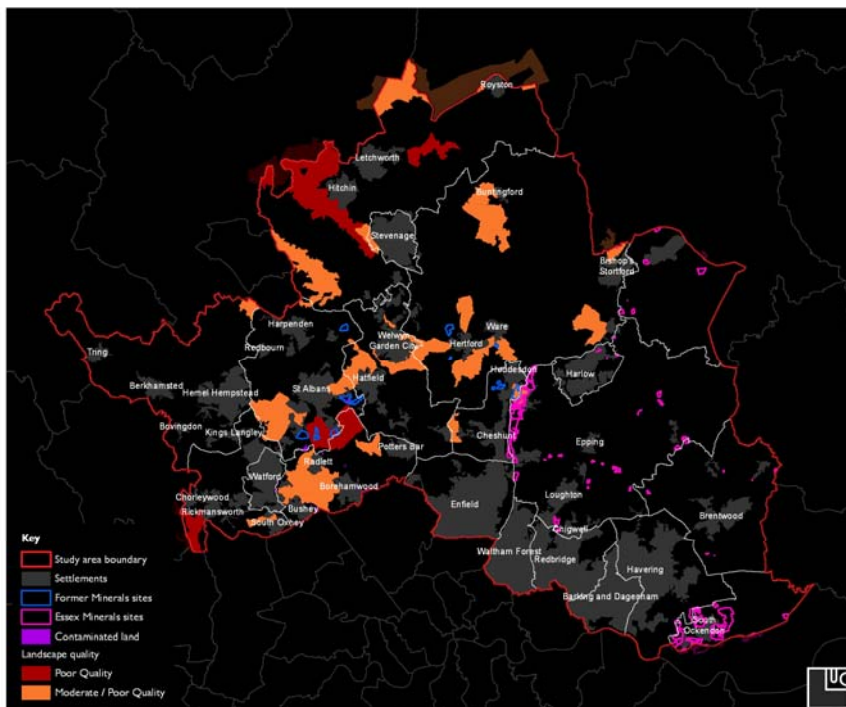 Royston
Letchworth
Hitchin
Buntingford
Stevenage
Bishop's
Stortford
Harpenden
Redbourn
Welwyn
Garden City
Ware
Hertford
Tring
Berkhamsted
Hemel Hempstead
St Albans
Hatfield
Hoddesdon
Harlow
Bovingdon
Kings Langley
Cheshunt
Epping
Potters Bar
Radlett
Watford
Borehamwood
Enfield
Loughton
Chorleywood
Rickmansworth
Bushey
South Oxhey
Chigwell
Brentwood
Waltham Forest
Redbridge
Havering
Barking and Dagenham
South
Ockendon
Key
Study area boundary
Settlements
Former Minerals sites
Essex Minerals sites
Contaminated land
Landscape quality
Poor Quality
Moderate / Poor Quality